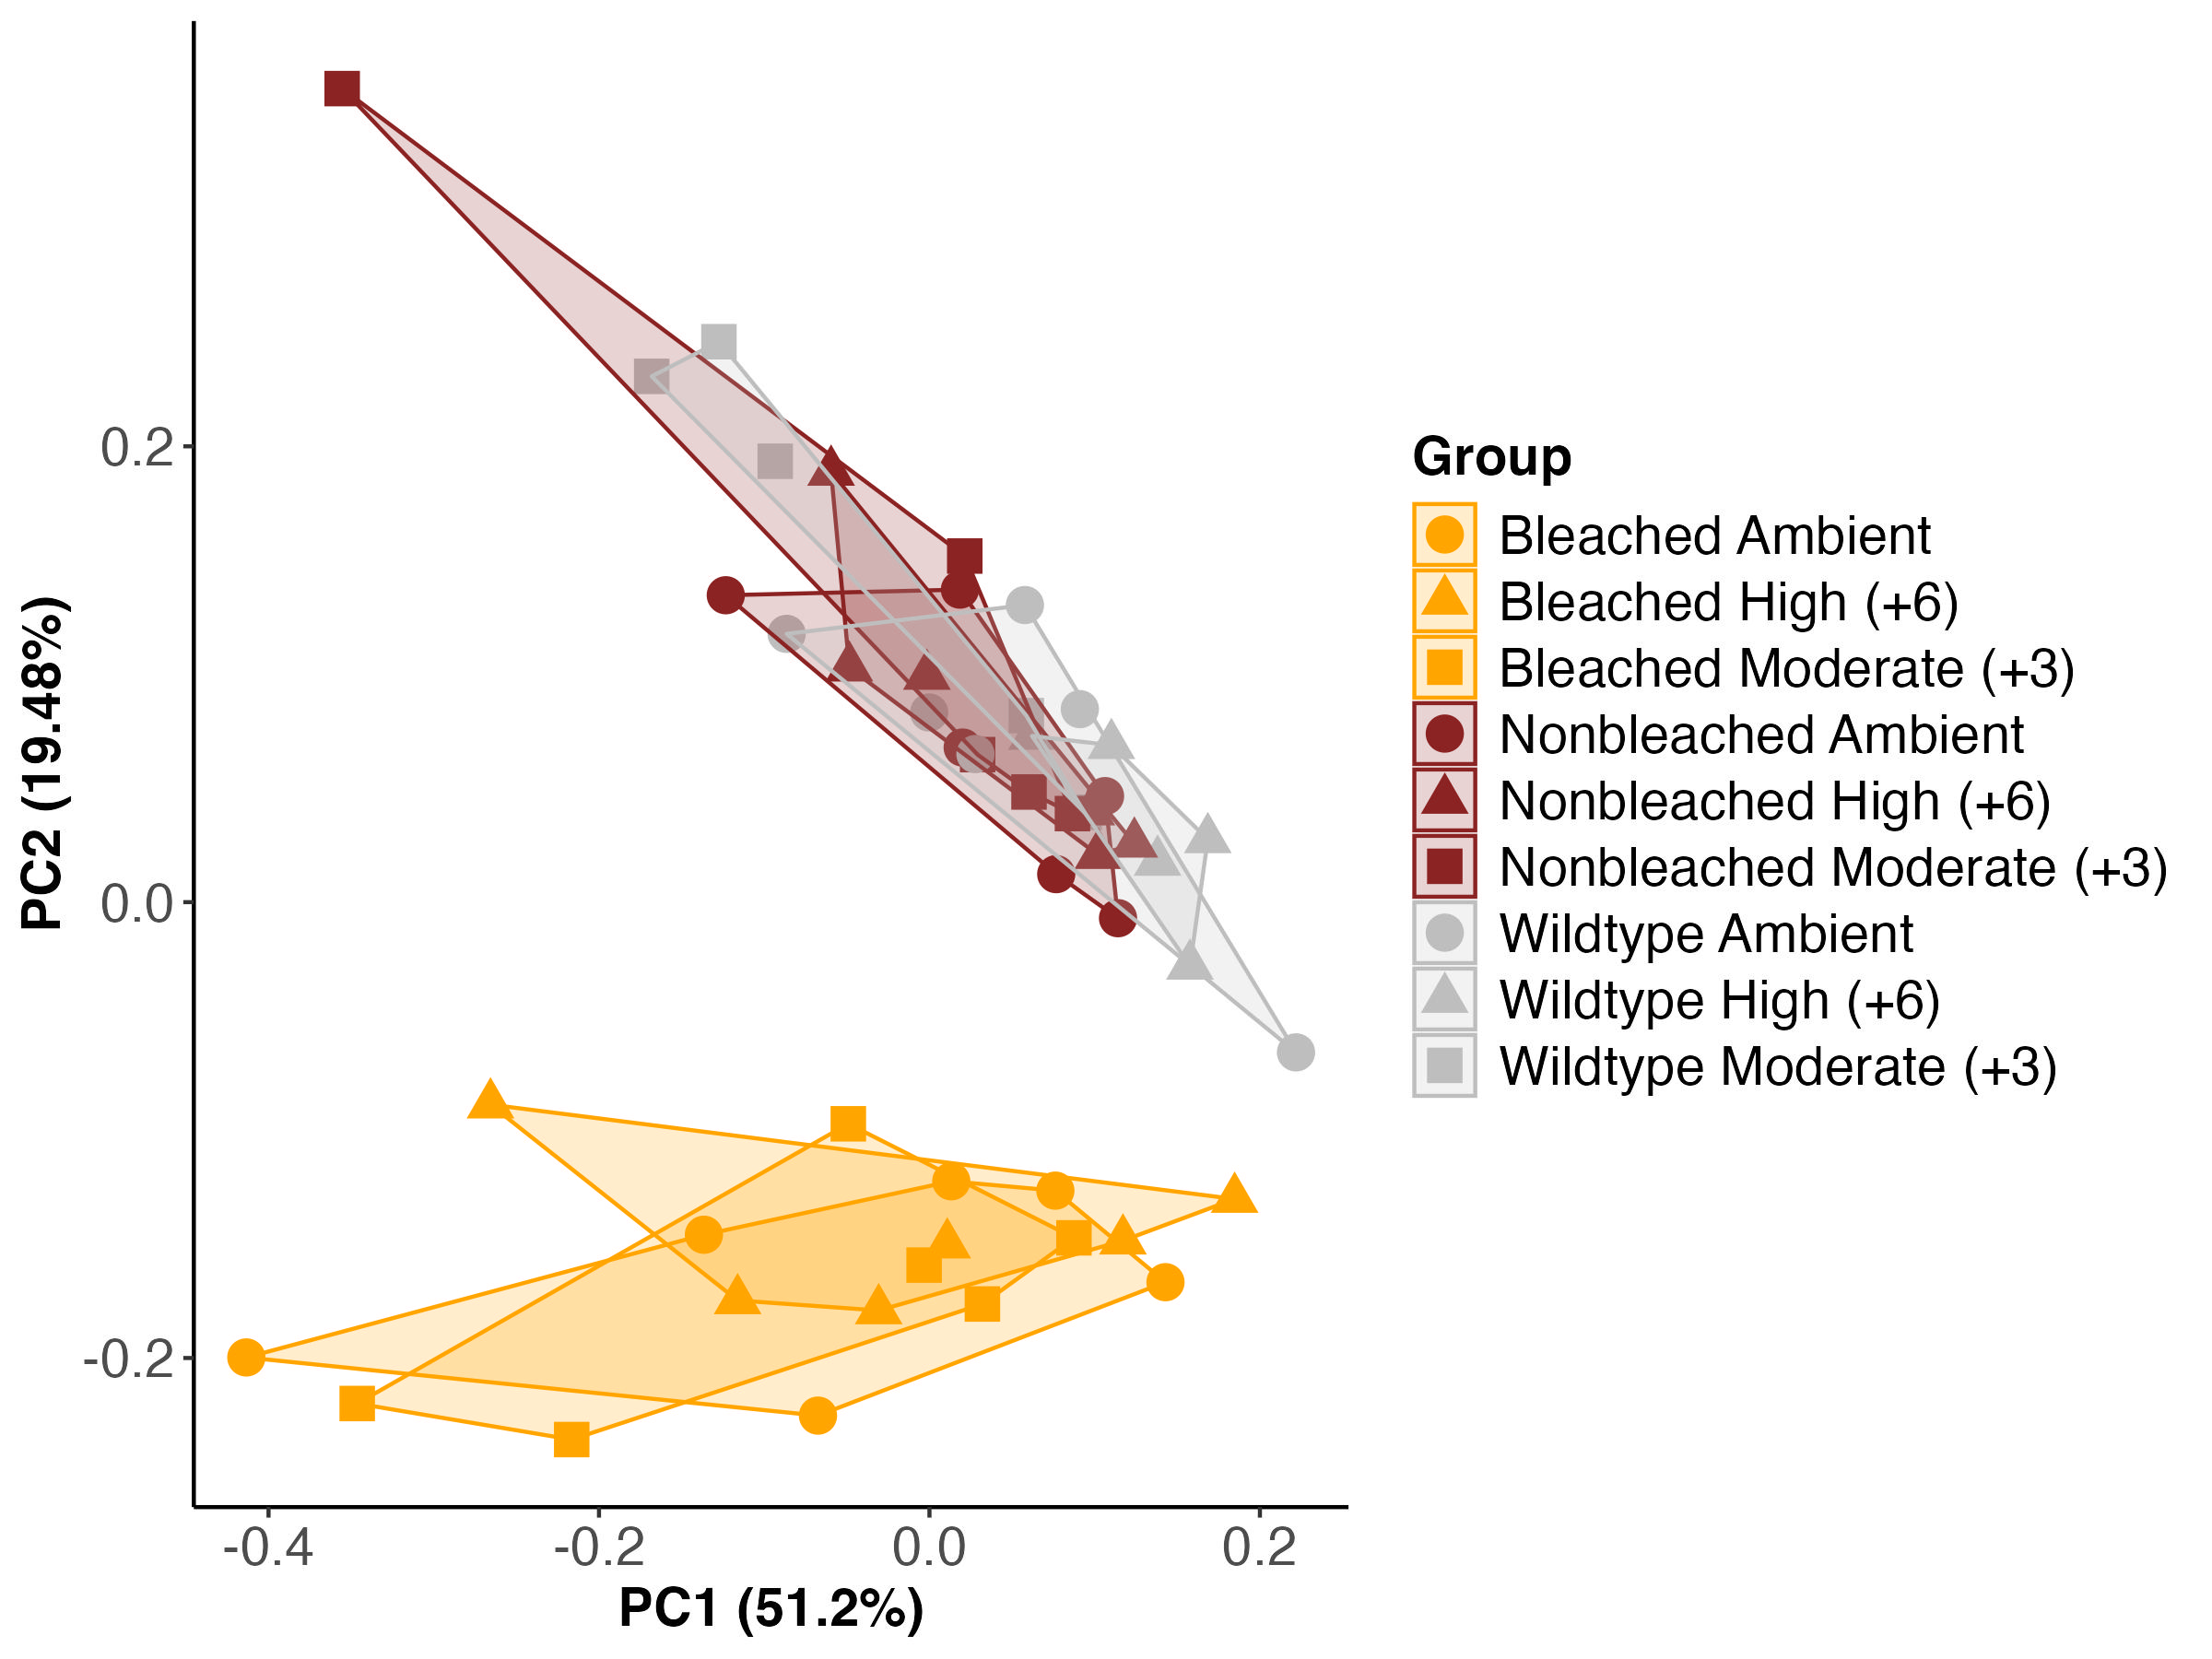 PC2 (19.48%)
0.2
0.0
-0.2
-0.4
-0.2
0.0
0.2
PC1 (51.2%)
Group
Bleached Ambient
Bleached High (+6)
Bleached Moderate (+3)
Nonbleached Ambient
Nonbleached High (+6)
Nonbleached Moderate (+3)
Wildtype Ambient
Wildtype High (+6)
Wildtype Moderate (+3)